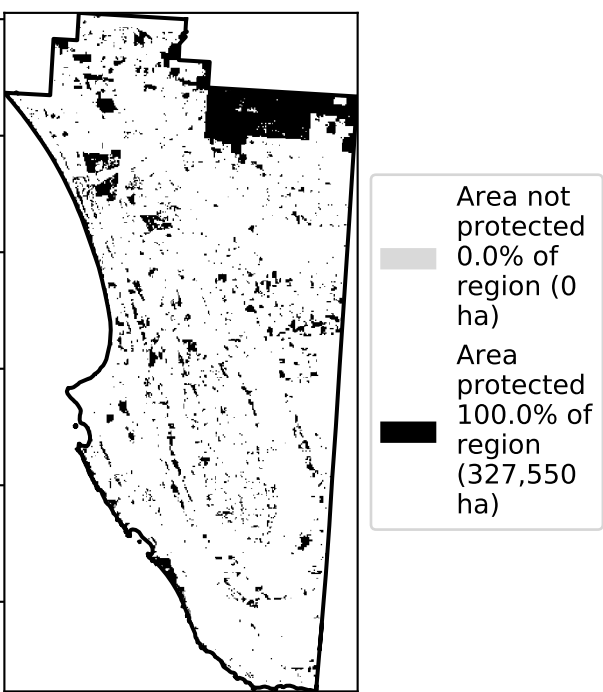 Area not
protected
0.0% of
region (0
ha)
Area
protected
100.0% of
region
(327,550
ha)